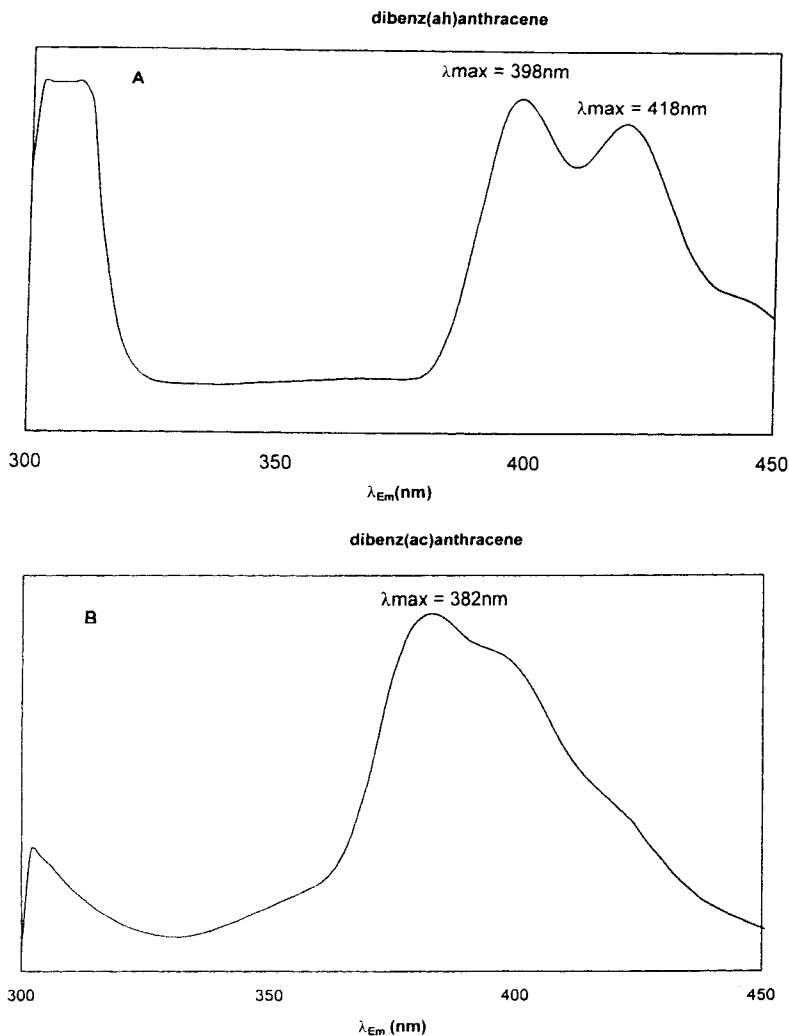 dibenz(ah)anthracene
A
λmax = 398nm
λmax = 418nm
300 350 400 450
λEm(nm)
dibenz(ac)anthracene
B
λmax = 382nm
300 350 400 450
λEm (nm)